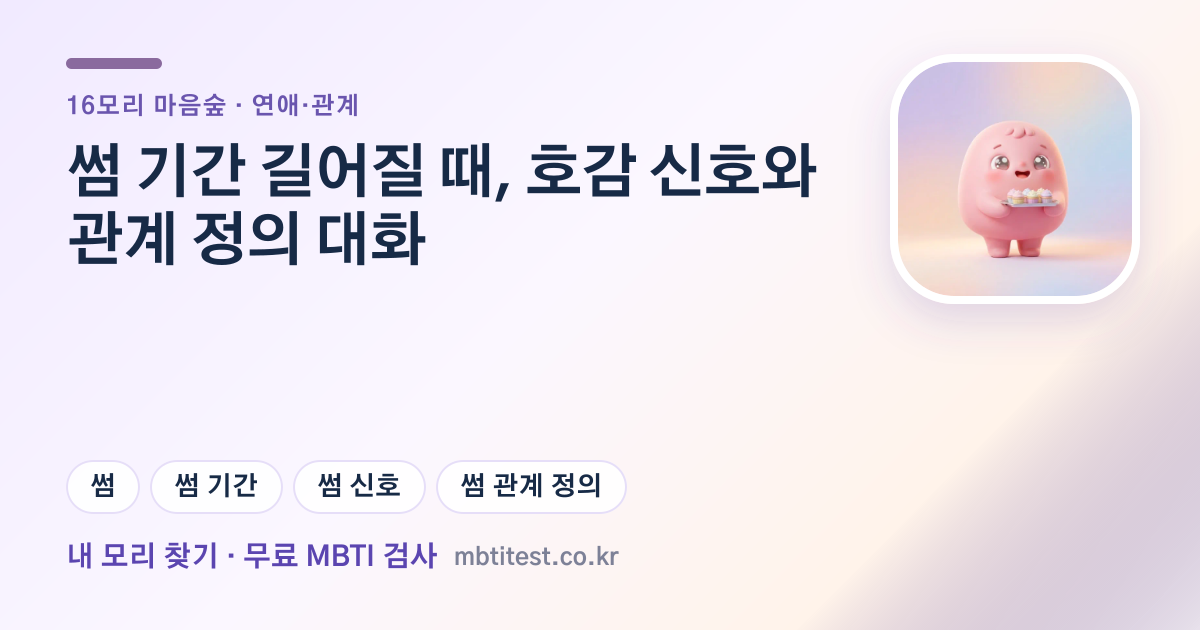 16모리 마음숲 · 연애·관계
썸 기간 길어질 때, 호감 신호와
관계 정의 대화
썸
썸 기간
썸 신호
썸 관계 정의
내 모리 찾기 · 무료 MBTI 검사 mbtitest.co.kr